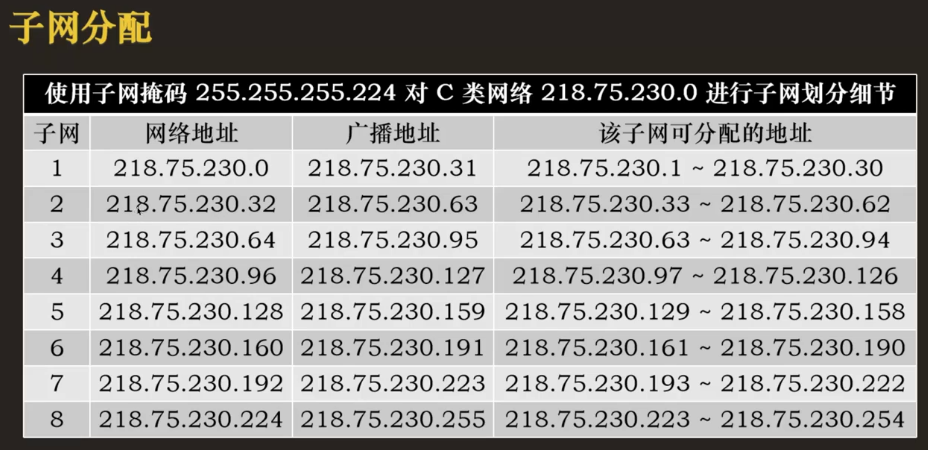 子网分配
使用子网掩码 255.255.255.224 对 C 类网络 218.75.230.0 进行子网划分细节
子网 网络地址 广播地址 该子网可分配的地址
1 218.75.230.0 218.75.230.31 218.75.230.1 ~ 218.75.230.30
2 218.75.230.32 218.75.230.63 218.75.230.33 ~ 218.75.230.62
3 218.75.230.64 218.75.230.95 218.75.230.63 ~ 218.75.230.94
4 218.75.230.96 218.75.230.127 218.75.230.97 ~ 218.75.230.126
5 218.75.230.128 218.75.230.159 218.75.230.129 ~ 218.75.230.158
6 218.75.230.160 218.75.230.191 218.75.230.161 ~ 218.75.230.190
7 218.75.230.192 218.75.230.223 218.75.230.193 ~ 218.75.230.222
8 218.75.230.224 218.75.230.255 218.75.230.223 ~ 218.75.230.254